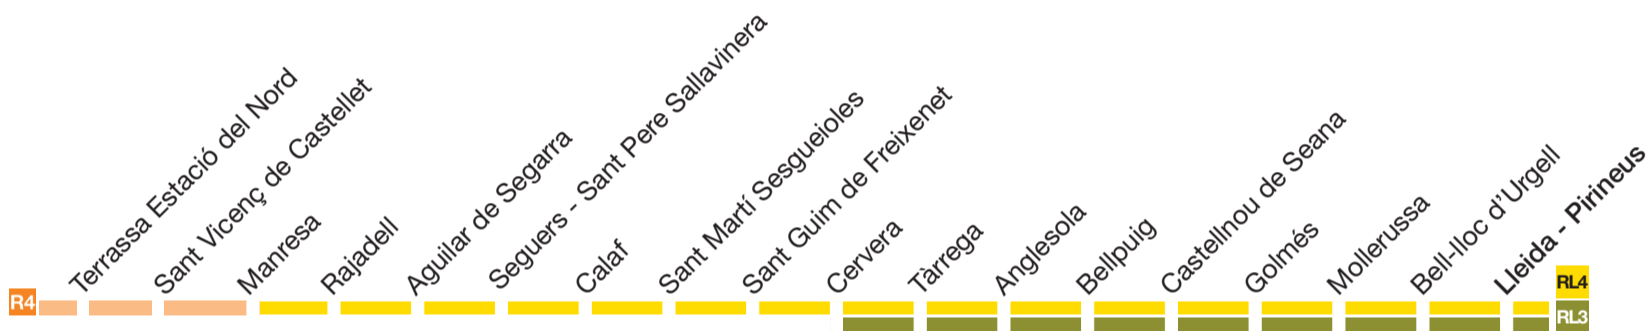 R4
Terrassa Estació del Nord
Sant Vicenç de Castellet
Manresa
Rajadell
Aguilar de Segarra
Seguers - Sant Pere Sallavinera
Calaf
Sant Martí Sesgueioles
Sant Guim de Freixenet
Cervera
Tàrrega
Anglesola
Bellpuig
Castellnou de Seana
Golmés
Mollerussa
Bell-lloc d'Urgell
Lleida - Pirineus
RL4
RL3